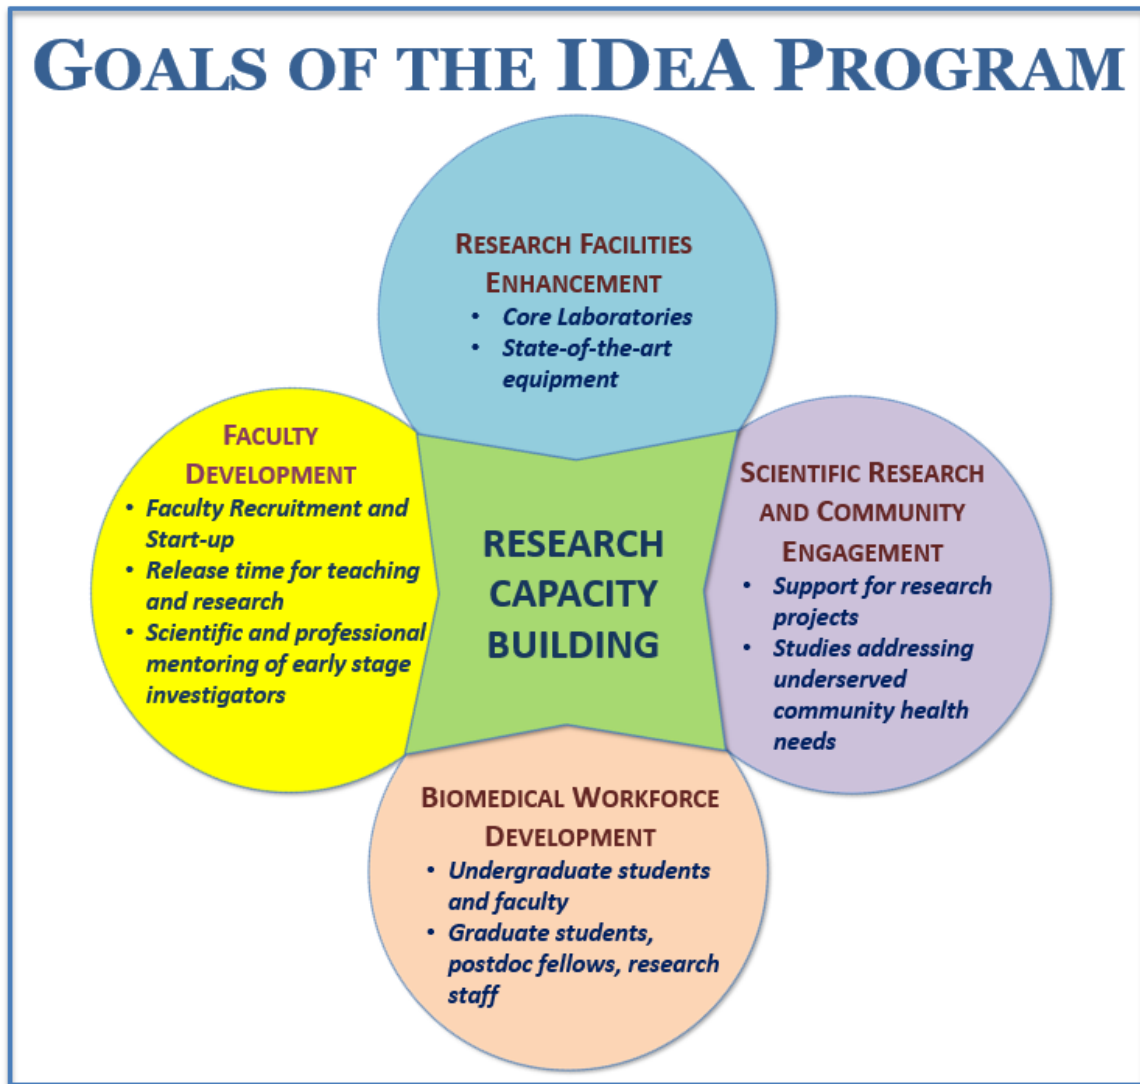 GOALS OF THE IDEA PROGRAM
RESEARCH FACILITIES
ENHANCEMENT
• Core Laboratories
• State-of-the-art
equipment
FACULTY
DEVELOPMENT
• Faculty Recruitment and
Start-up
• Release time for teaching
and research
• Scientific and professional
mentoring of early stage
investigators
RESEARCH
CAPACITY
BUILDING
SCIENTIFIC RESEARCH
AND COMMUNITY
ENGAGEMENT
• Support for research
projects
• Studies addressing
underserved
community health
needs
BIOMEDICAL WORKFORCE
DEVELOPMENT
• Undergraduate students
and faculty
• Graduate students,
postdoc fellows, research
staff